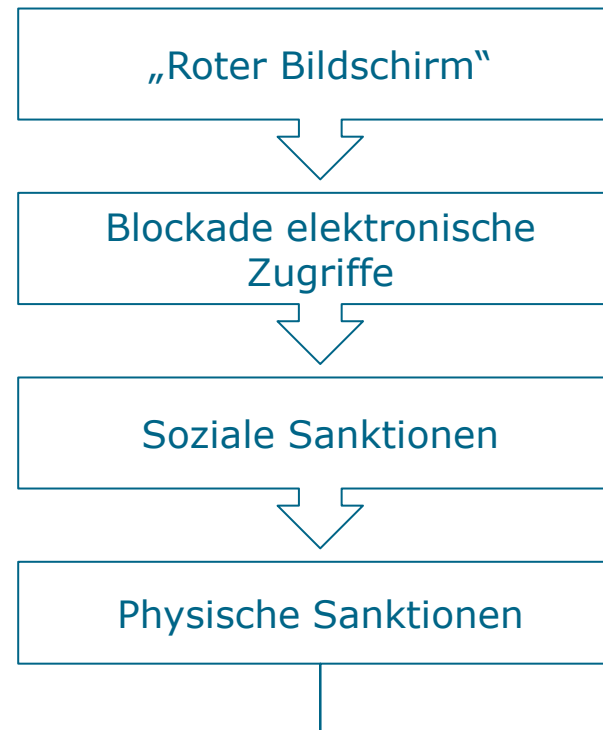 „Roter Bildschirm“
Blockade elektronische
Zugriffe
Soziale Sanktionen
Physische Sanktionen